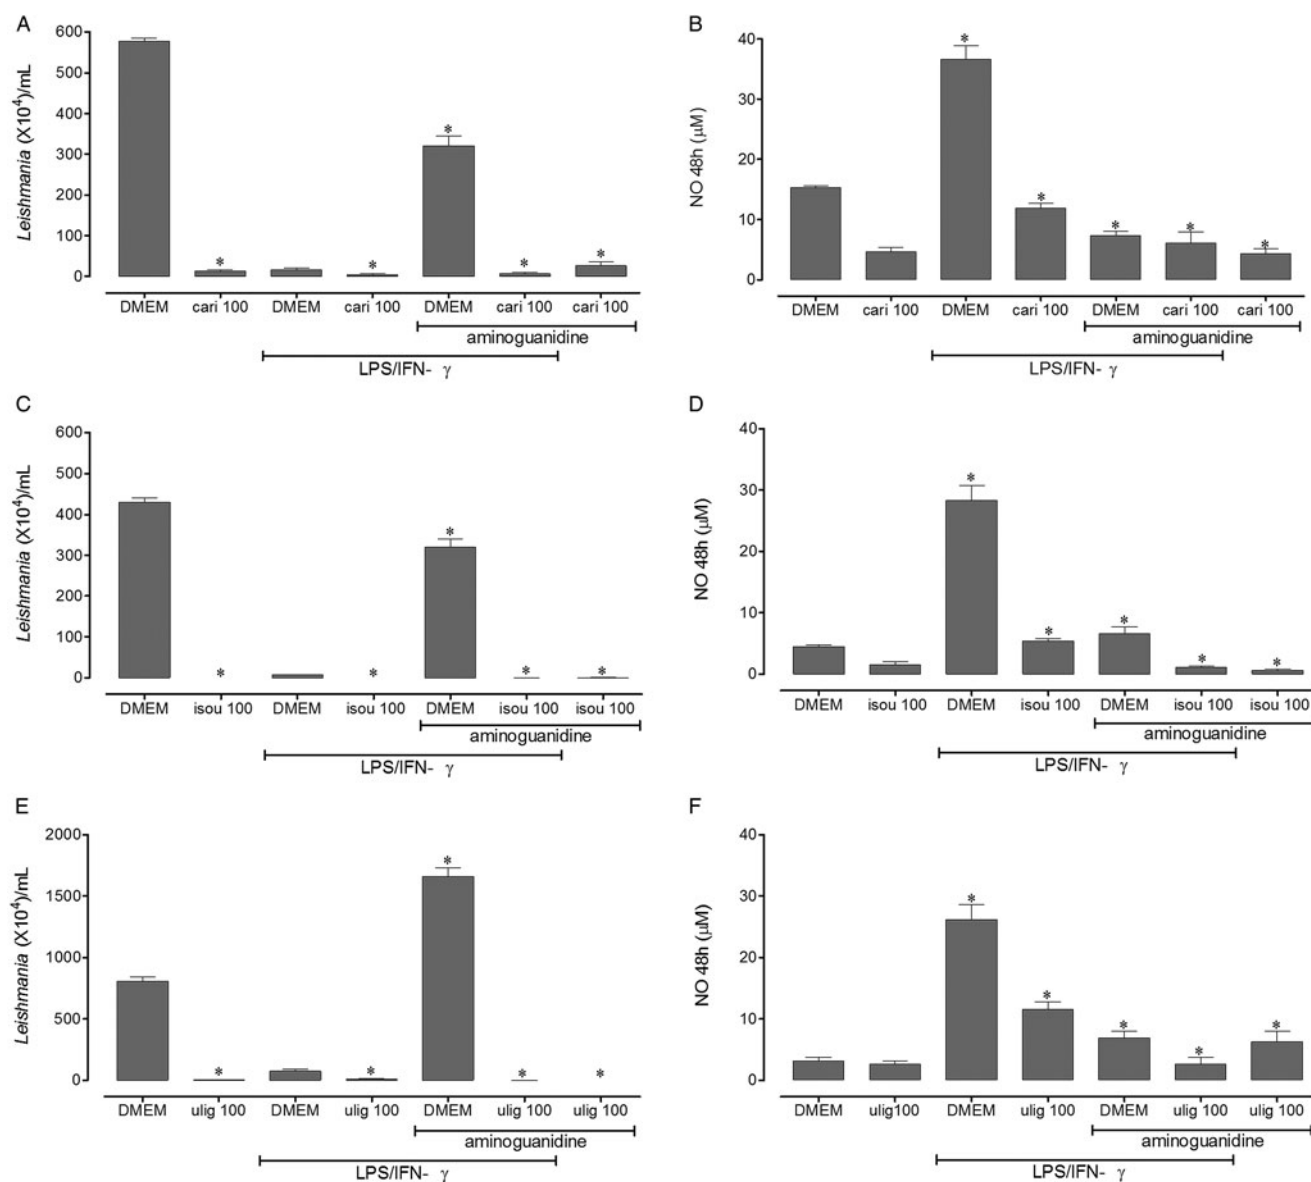 A
Leishmania (X10⁴)/mL
600
500
400
300
200
100
0
* * * * *
DMEM cari 100 DMEM cari 100 DMEM cari 100 cari 100
aminoguanidine
LPS/IFN- γ
B
NO 48h (μM)
40
30
20
10
0
* * * * *
DMEM cari 100 DMEM cari 100 DMEM cari 100 cari 100
aminoguanidine
LPS/IFN- γ
C
Leishmania (X10⁴)/mL
600
500
400
300
200
100
0
* * * * *
DMEM isou 100 DMEM isou 100 DMEM isou 100 isou 100
aminoguanidine
LPS/IFN- γ
D
NO 48h (μM)
40
30
20
10
0
* * * * *
DMEM isou 100 DMEM isou 100 DMEM isou 100 isou 100
aminoguanidine
LPS/IFN- γ
E
Leishmania (X10⁴)/mL
2000
1500
1000
500
0
* * * * *
DMEM ulig 100 DMEM ulig 100 DMEM ulig 100 ulig 100
aminoguanidine
LPS/IFN- γ
F
NO 48h (μM)
40
30
20
10
0
* * * * *
DMEM ulig100 DMEM ulig 100 DMEM ulig 100 ulig 100
aminoguanidine
LPS/IFN- γ